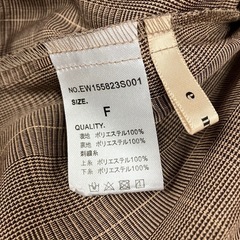 NO.EW155823S001
SIZE.
F
QUALITY.
表地 ポリエステル100%
裏地 ポリエステル100%
刺繍糸
上糸 ポリエステル100%
下糸 ポリエステル100%
e